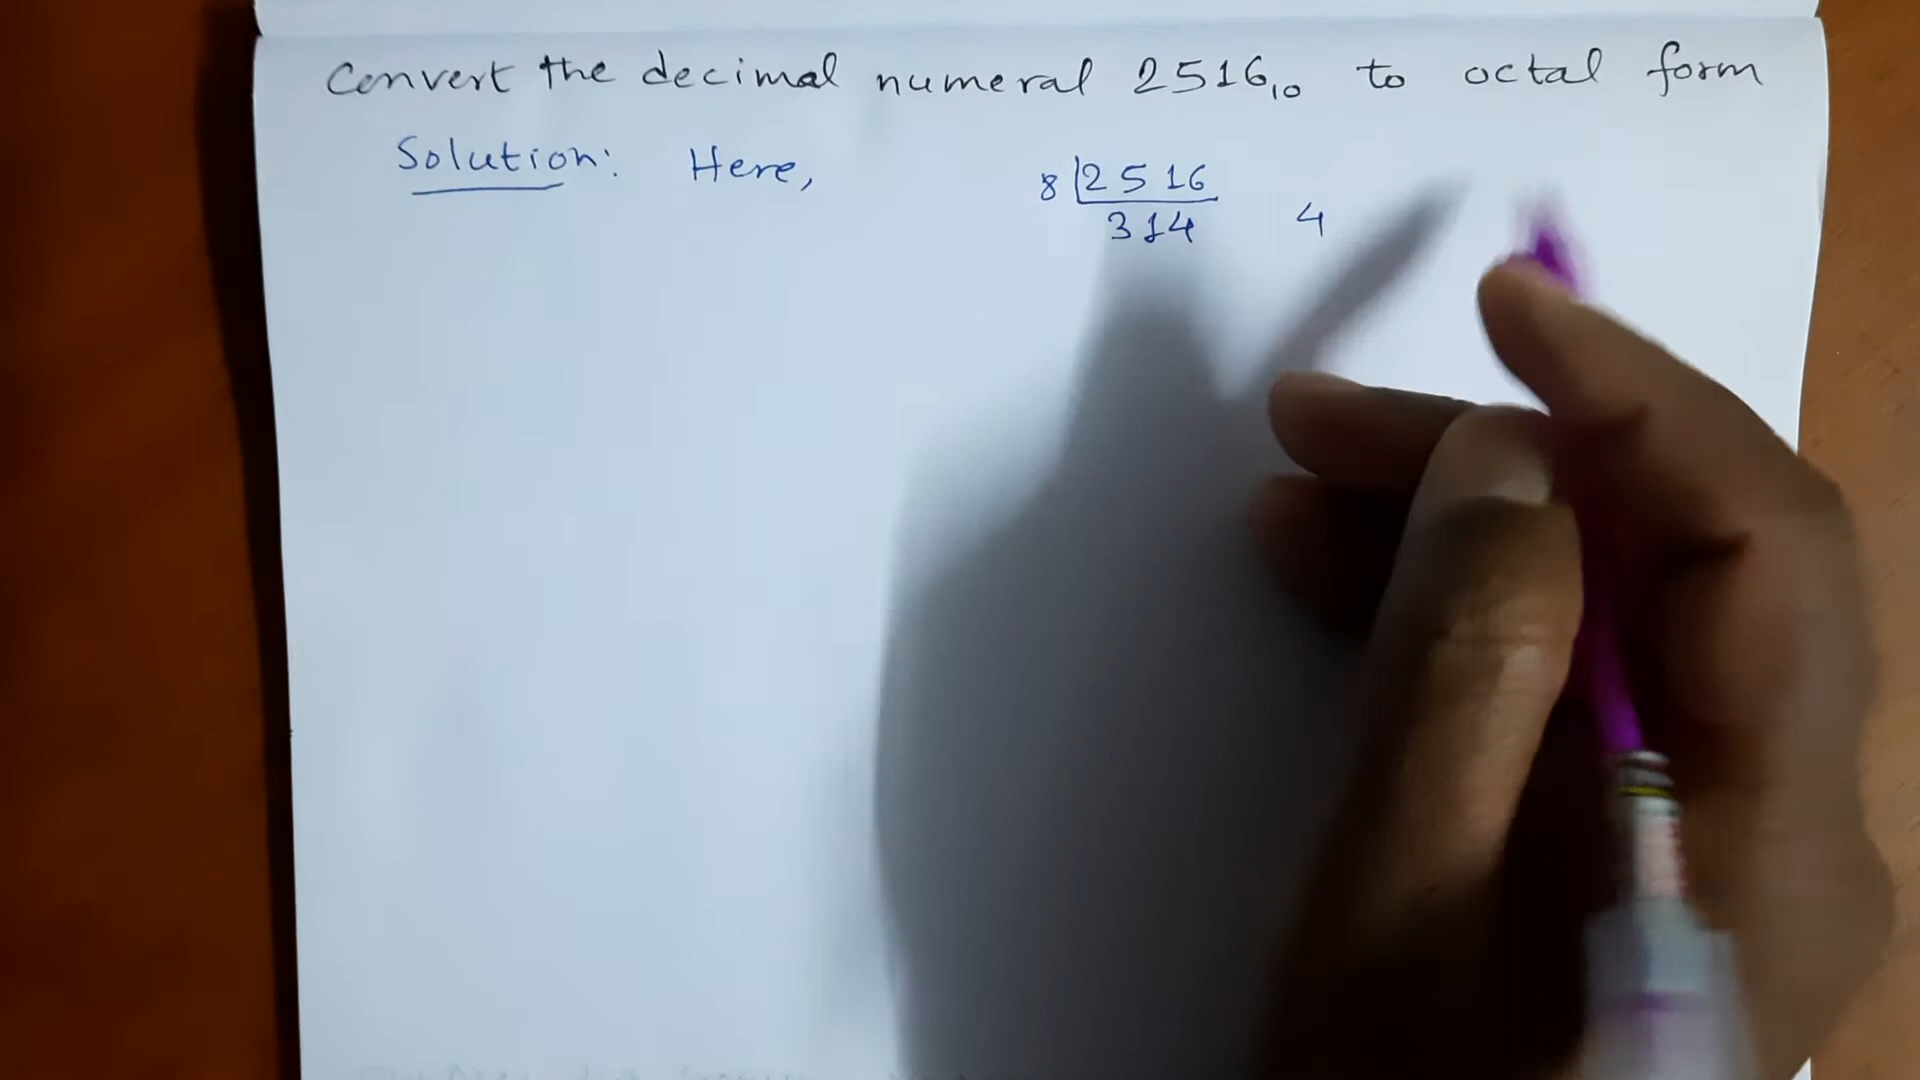 Convert the decimal numeral 2516₁₀ to octal form
Solution: Here, 8 2516
314 4